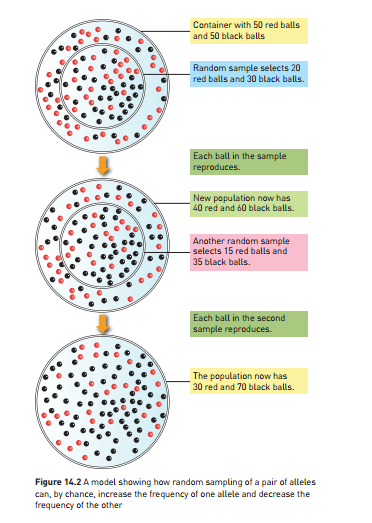 Container with 50 red balls
and 50 black balls
Random sample selects 20
red balls and 30 black balls.
Each ball in the sample
reproduces.
New population now has
40 red and 60 black balls.
Another random sample
selects 15 red balls and
35 black balls.
Each ball in the second
sample reproduces.
The population now has
30 red and 70 black balls.
Figure 14.2 A model showing how random sampling of a pair of alleles
can, by chance, increase the frequency of one allele and decrease the
frequency of the other